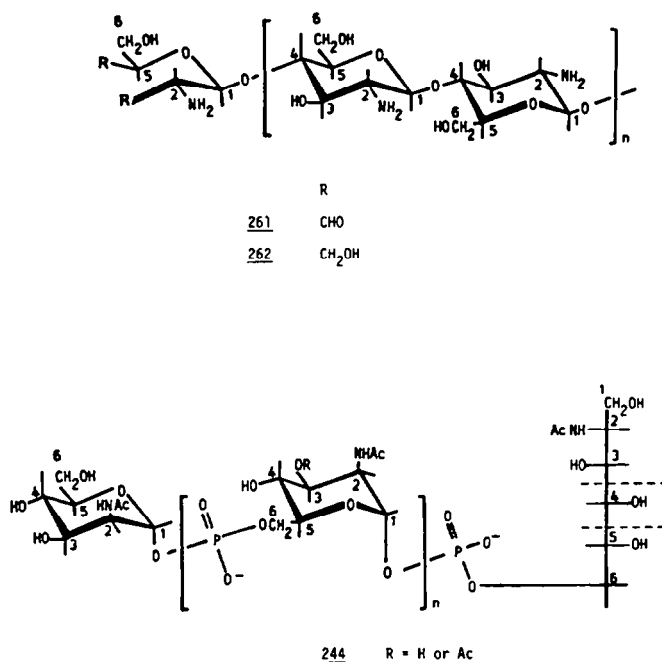 6 6
CH2OH O O CH2OH O 4 OH 2 NH2
R 5 5 O 4 3
R 2 NH2 1 HO 3 2 NH2 1 6 HOCH2 5 O 1 O
n
R
261 CHO
262 CH2OH
1
CH2OH
6 NHAc AcNH 2
CH2OH O OR 2 HO 3
HO 4 5 HNAc O 4 HO 3 O 4 OH
HO 3 2 1 P OCH2 6 5 O 1 O P O- 5 OH
O O- O O 6
n
244 R = H or Ac